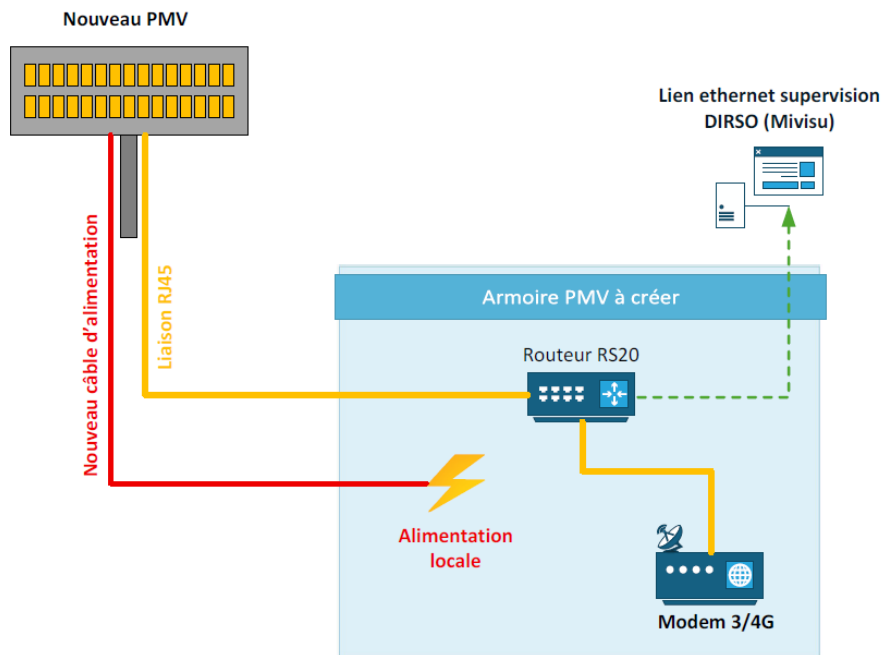 Nouveau PMV
Lien ethernet supervision
DIRSO (Mivisu)
Nouveau câble d’alimentation
Liaison RJ45
Armoire PMV à créer
Routeur RS20
Alimentation
locale
Modem 3/4G